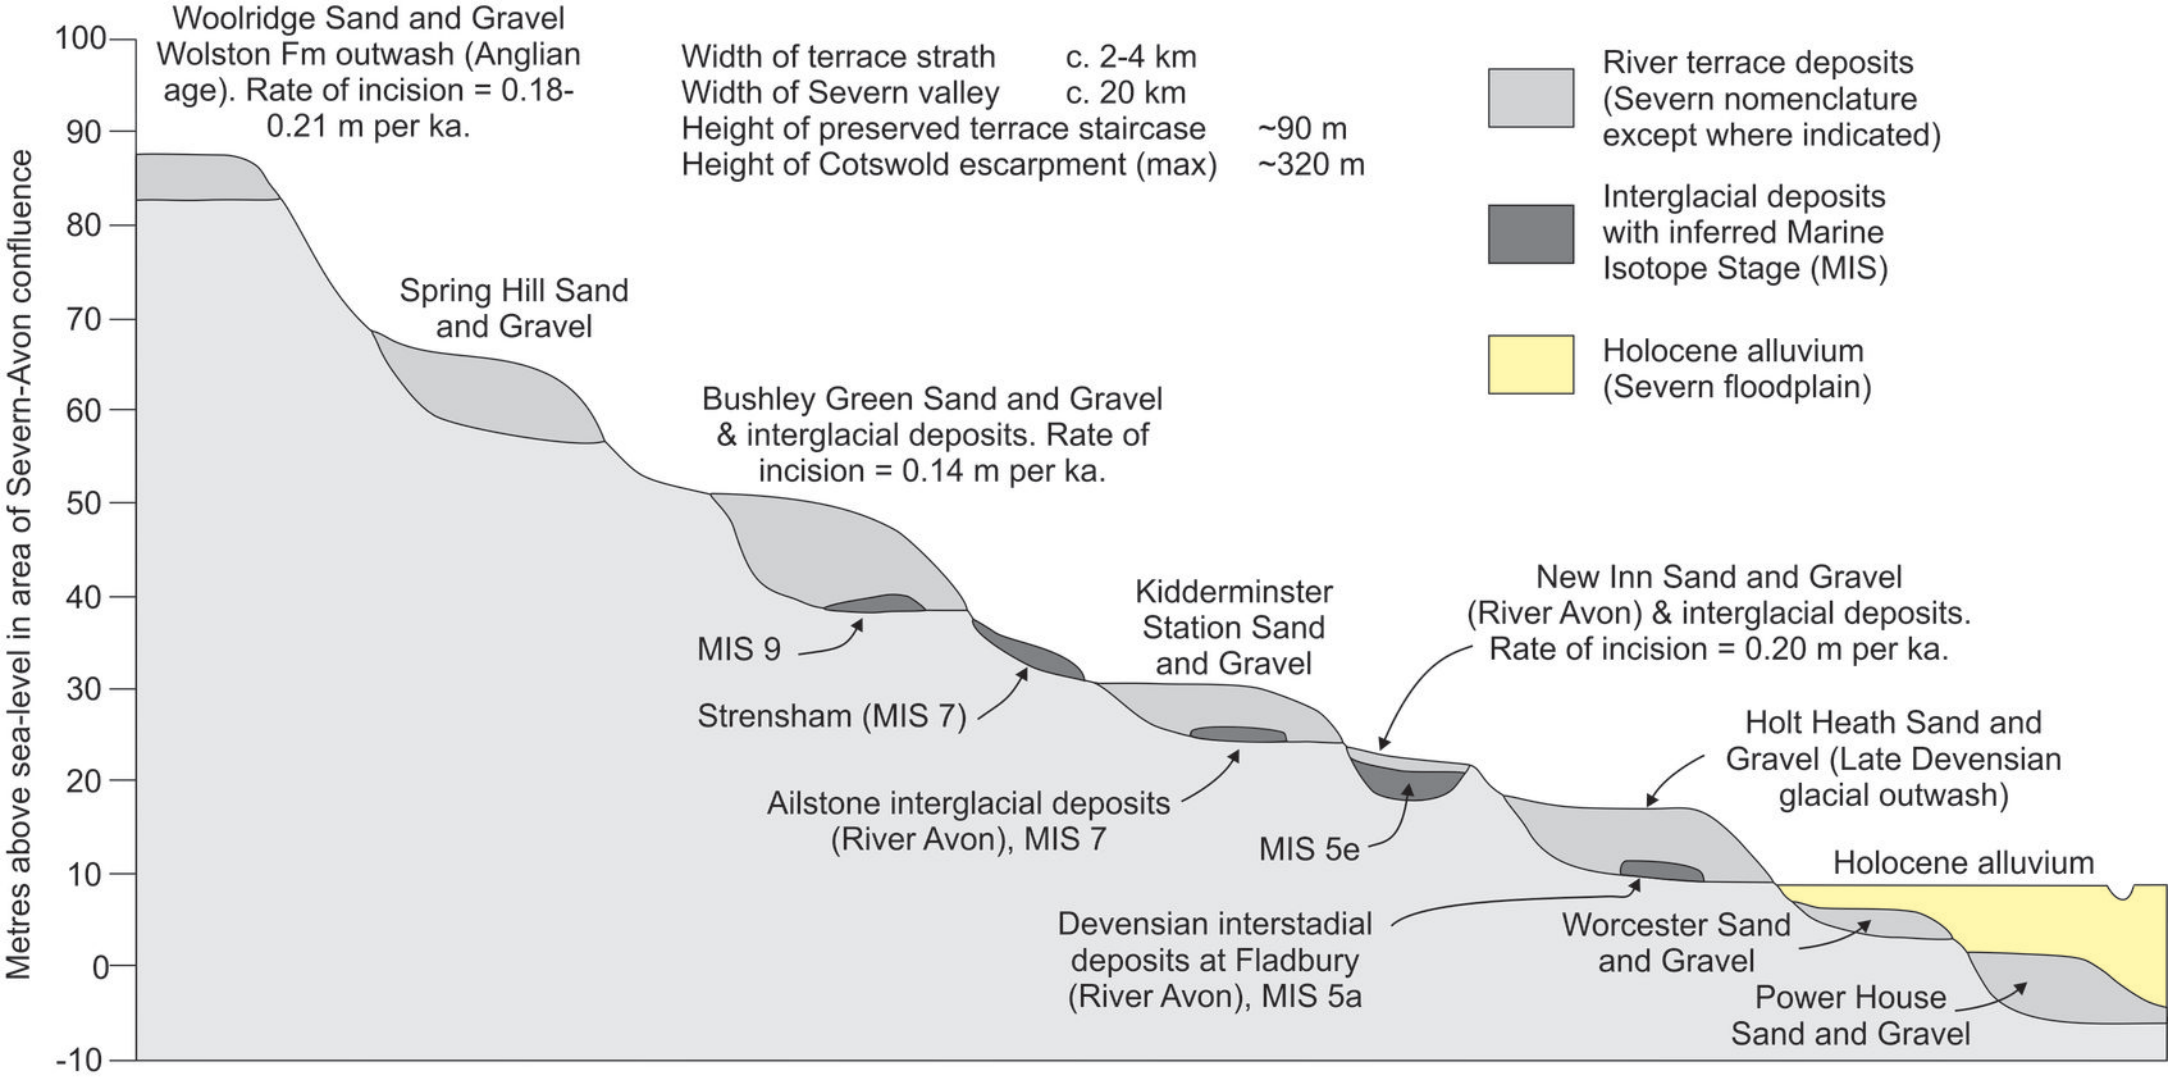 Woolridge Sand and Gravel
Wolston Fm outwash (Anglian
age). Rate of incision = 0.18-
0.21 m per ka.
Width of terrace strath c. 2-4 km
Width of Severn valley c. 20 km
Height of preserved terrace staircase ~90 m
Height of Cotswold escarpment (max) ~320 m
River terrace deposits
(Severn nomenclature
except where indicated)
Interglacial deposits
with inferred Marine
Isotope Stage (MIS)
Holocene alluvium
(Severn floodplain)
Metres above sea-level in area of Severn-Avon confluence
100
90
80
70
60
50
40
30
20
10
0
-10
Spring Hill Sand
and Gravel
Bushley Green Sand and Gravel
& interglacial deposits. Rate of
incision = 0.14 m per ka.
MIS 9
Strensham (MIS 7)
Kidderminster
Station Sand
and Gravel
Ailstone interglacial deposits
(River Avon), MIS 7
New Inn Sand and Gravel
(River Avon) & interglacial deposits.
Rate of incision = 0.20 m per ka.
MIS 5e
Holt Heath Sand and
Gravel (Late Devensian
glacial outwash)
Devensian interstadial
deposits at Fladbury
(River Avon), MIS 5a
Holocene alluvium
Worcester Sand
and Gravel
Power House
Sand and Gravel